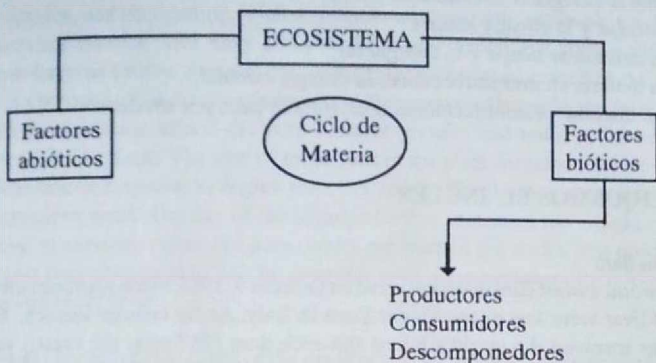 ECOSISTEMA
Factores
abióticos
Ciclo de
Materia
Factores
bióticos
Productores
Consumidores
Descomponedores